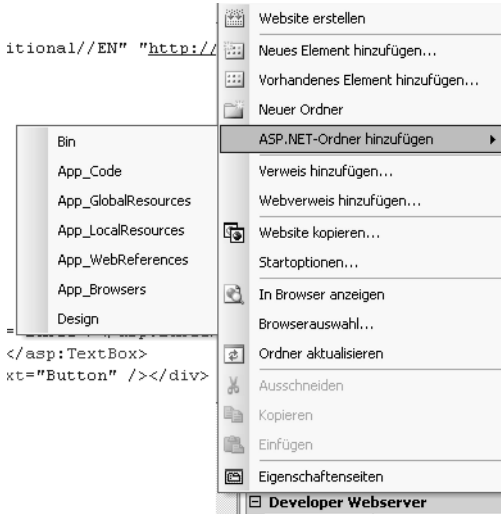 Website erstellen
itional//EN" "http://
Neues Element hinzufügen...
Vorhandenes Element hinzufügen...
Neuer Ordner
ASP.NET-Ordner hinzufügen
Bin
App_Code
App_GlobalResources
App_LocalResources
App_WebReferences
App_Browsers
Design
Verweis hinzufügen...
Webverweis hinzufügen...
Website kopieren...
Startoptionen...
In Browser anzeigen
Browserauswahl...
Ordner aktualisieren
Ausschneiden
Kopieren
Einfügen
Eigenschaftenseiten
</asp:TextBox>
xt="Button" /></div>
Developer Webserver